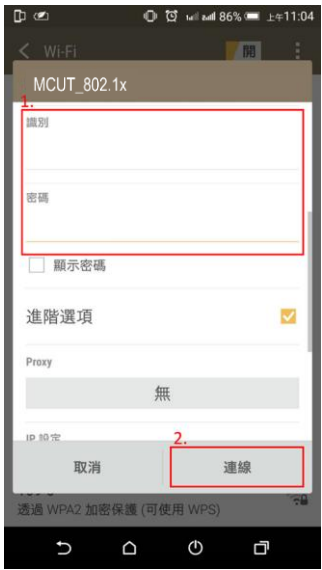 86% 上午11:04
Wi-Fi 開
MCUT_802.1x
1.
識別
密碼
顯示密碼
進階選項
Proxy
無
IP 設定
2.
取消 連線
透過 WPA2 加密保護 (可使用 WPS)